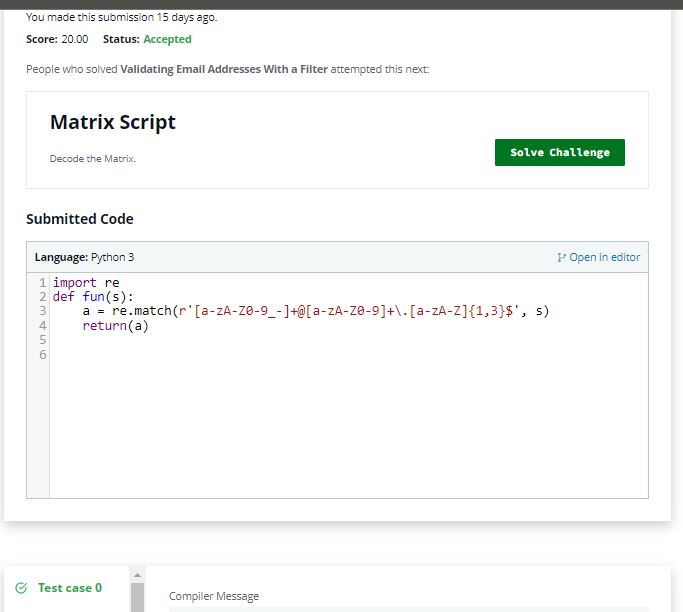 You made this submission 15 days ago.
Score: 20.00 Status: Accepted
People who solved Validating Email Addresses With a Filter attempted this next:
Matrix Script
Solve Challenge
Decode the Matrix.
Submitted Code
Language: Python 3 Open in editor
1 import re
2 def fun(s):
3     a = re.match(r'[a-zA-Z0-9_-]+@[a-zA-Z0-9]+\.[a-zA-Z]{1,3}$', s)
4     return(a)
5
6
Test case 0
Compiler Message